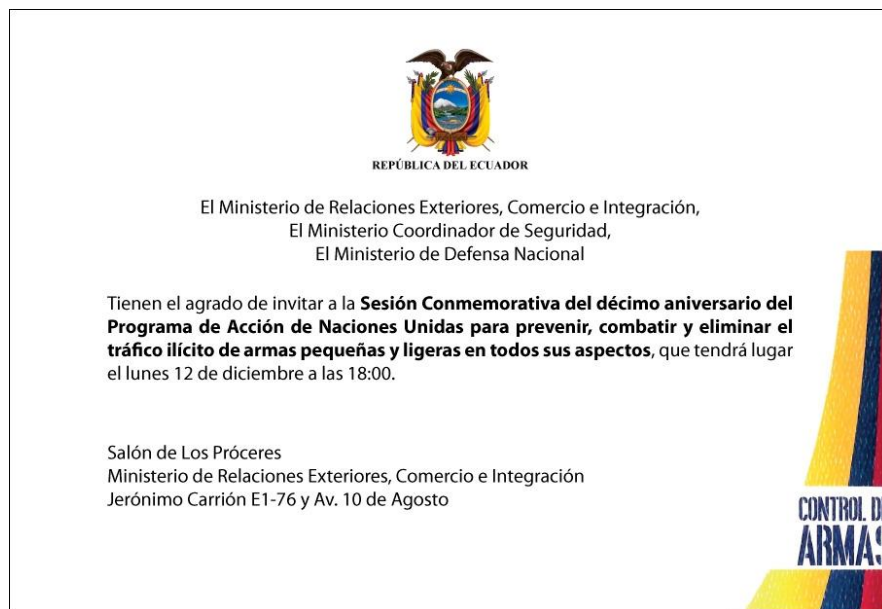 REPÚBLICA DEL ECUADOR
El Ministerio de Relaciones Exteriores, Comercio e Integración,
El Ministerio Coordinador de Seguridad,
El Ministerio de Defensa Nacional
Tienen el agrado de invitar a la Sesión Conmemorativa del décimo aniversario del
Programa de Acción de Naciones Unidas para prevenir, combatir y eliminar el
tráfico ilícito de armas pequeñas y ligeras en todos sus aspectos, que tendrá lugar
el lunes 12 de diciembre a las 18:00.
Salón de Los Próceres
Ministerio de Relaciones Exteriores, Comercio e Integración
Jerónimo Carrión E1-76 y Av. 10 de Agosto
CONTROL D
ARMAS